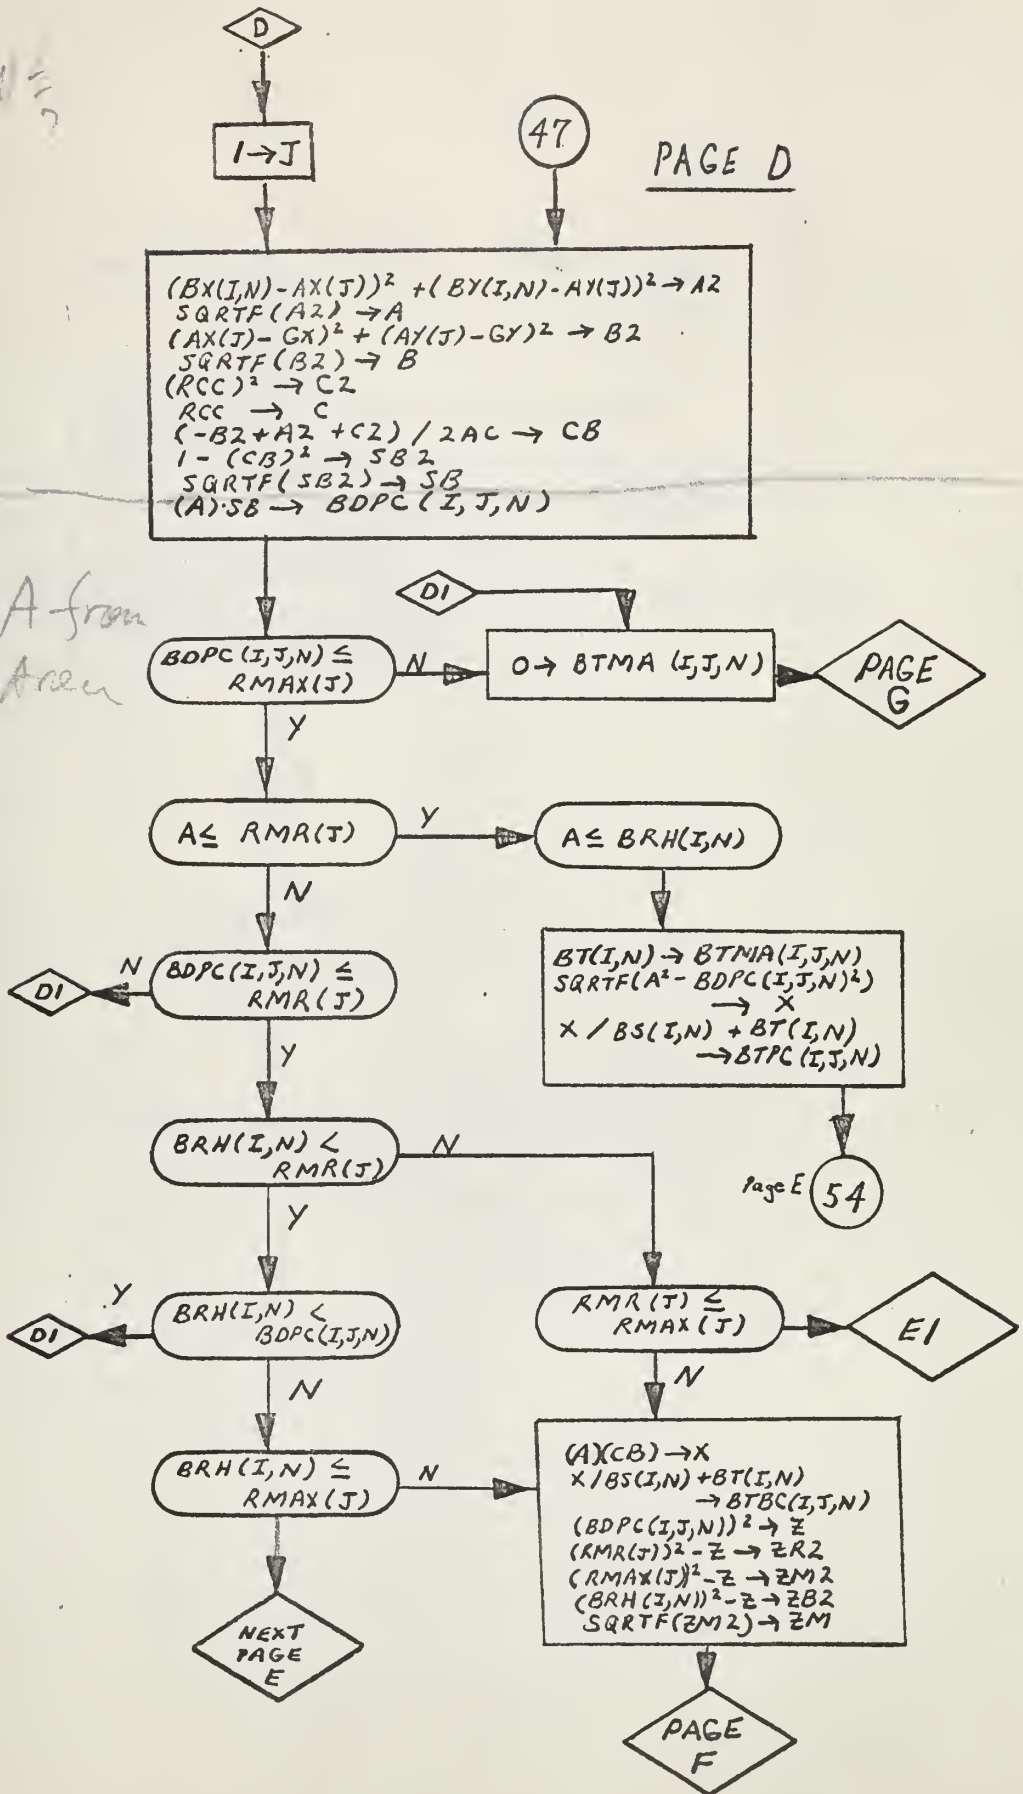 D
1→J
47
PAGE D
(BX(I,N)-AX(J))² +(BY(I,N)-AY(J))² → A2
SQRTF(A2) → A
(AX(J)-GX)² + (AY(J)-GY)² → B2
SQRTF(B2) → B
(RCC)² → C2
RCC → C
(-B2+A2+C2) / 2AC → CB
1 - (CB)² → SB2
SQRTF(SB2) → SB
(A)·SB → BDPC(I,J,N)
A from
Area
D1
BDPC(I,J,N) ≤
RMAX(J)
N
0→ BTMA(I,J,N)
PAGE
G
Y
A≤ RMR(J)
Y
A≤ BRH(I,N)
N
BT(I,N)→ BTMA(I,J,N)
SQRTF(A²- BDPC(I,J,N)²)
→ X
X / BS(I,N) + BT(I,N)
→BTPC(I,J,N)
D1
N
BDPC(I,J,N) ≤
RMR(J)
Y
BRH(I,N) <
RMR(J)
N
Page E
54
Y
D1
Y
BRH(I,N) <
BDPC(I,J,N)
RMR(J) ≤
RMAX(J)
E1
N
N
BRH(I,N) ≤
RMAX(J)
N
(A)(CB)→X
X/BS(I,N)+BT(I,N)
→ BTBC(I,J,N)
(BDPC(I,J,N))² → Z
(RMR(J))²-Z → ZR2
(RMAX(J))²-Z → ZM2
(BRH(I,N))²-Z → ZB2
SQRTF(ZM2)→ ZM
NEXT
PAGE
E
PAGE
F